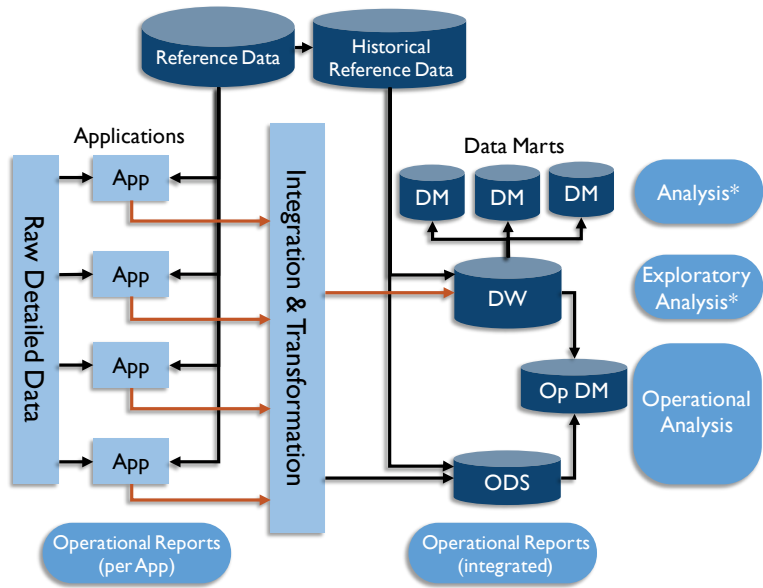 Reference Data
Historical
Reference Data
Applications
Data Marts
Raw Detailed Data
App
App
App
App
Integration & Transformation
DM
DM
DM
Analysis*
DW
Exploratory
Analysis*
Op DM
Operational
Analysis
ODS
Operational Reports
(per App)
Operational Reports
(integrated)